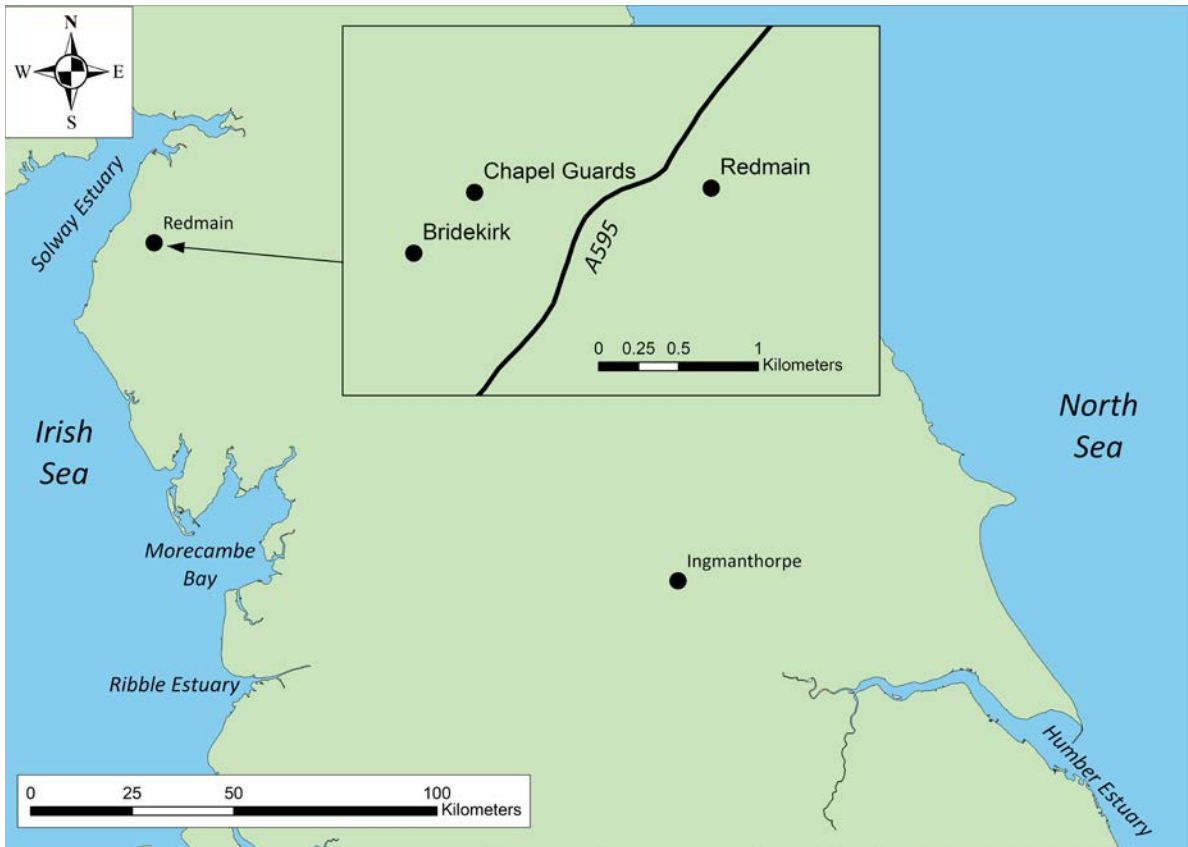 N
W E
S
Solway Estuary
Redmain
Chapel Guards
Redmain
Bridekirk
A595
0 0.25 0.5 1
Kilometers
Irish
Sea
North
Sea
Morecambe
Bay
Ingmanthorpe
Ribble Estuary
Humber Estuary
0 25 50 100
Kilometers